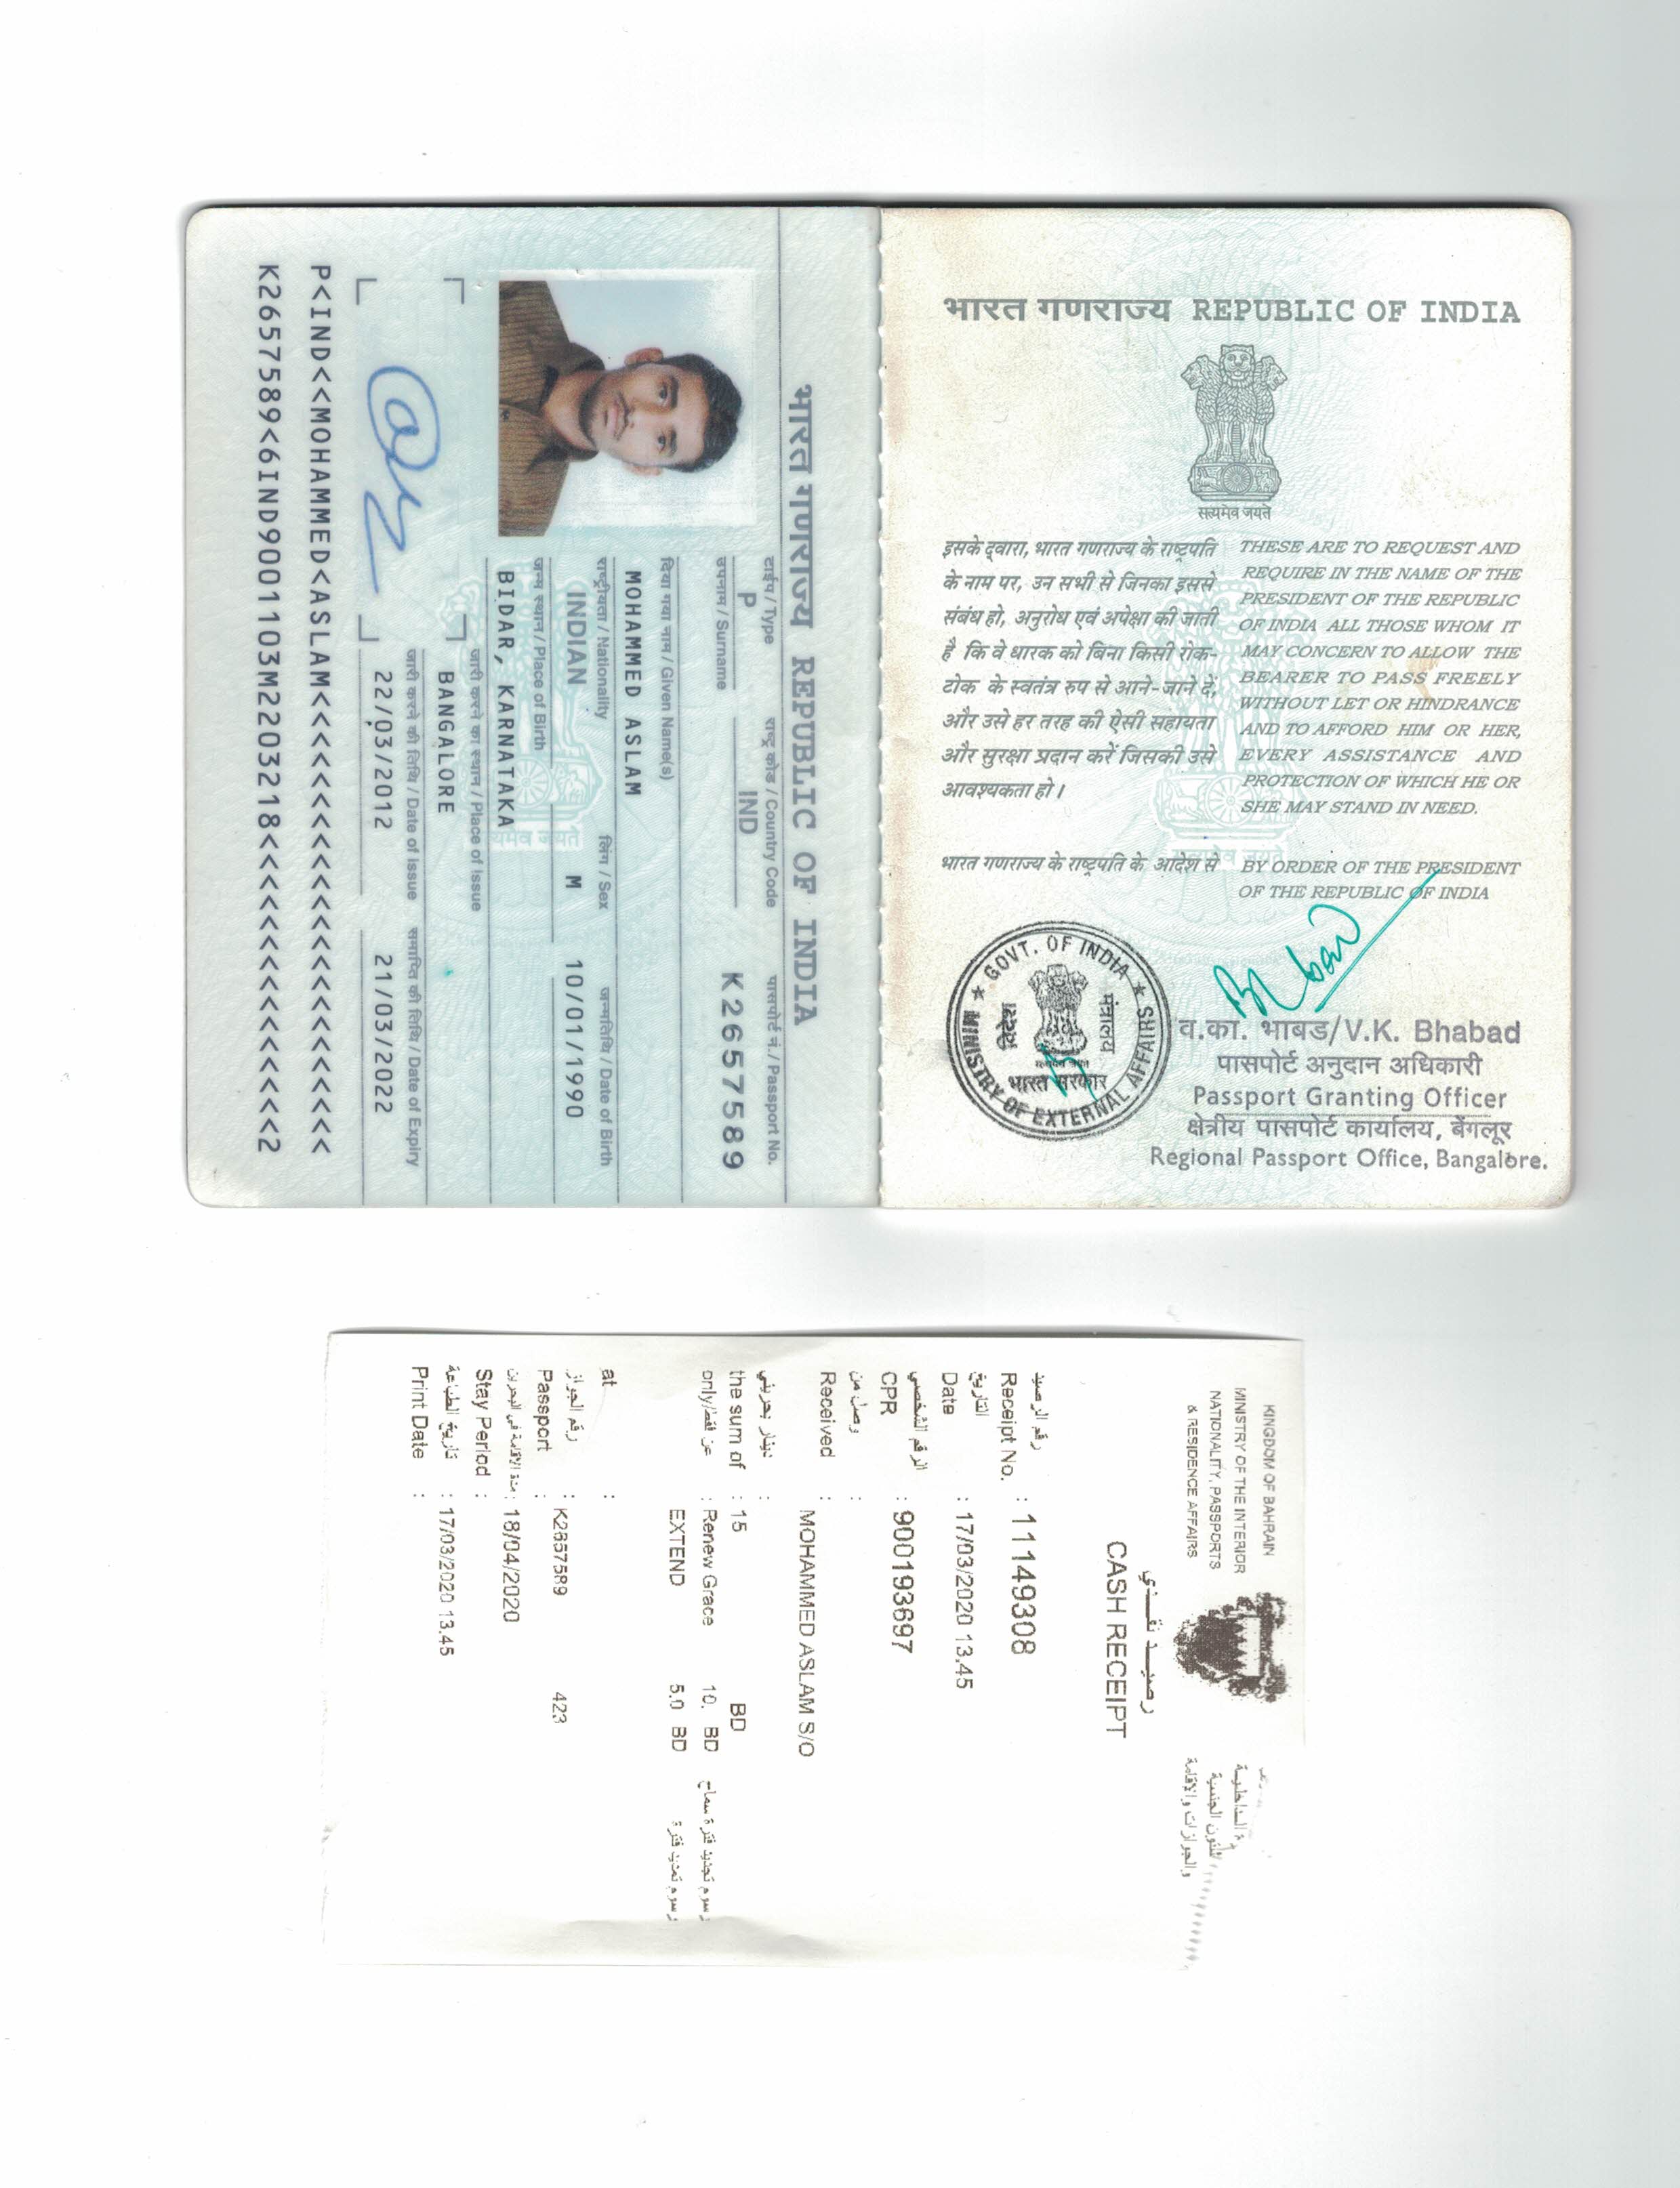 भारत गणराज्य REPUBLIC OF INDIA
सत्यमेव जयते
इसके द्वारा, भारत गणराज्य के राष्ट्रपति
के नाम पर, उन सभी से जिनका इससे
संबंध हो, अनुरोध एवं अपेक्षा की जाती
है कि वे धारक को बिना किसी रोक-
टोक के स्वतंत्र रुप से आने-जाने दें,
और उसे हर तरह की ऐसी सहायता
और सुरक्षा प्रदान करें जिसकी उसे
आवश्यकता हो।
THESE ARE TO REQUEST AND
REQUIRE IN THE NAME OF THE
PRESIDENT OF THE REPUBLIC
OF INDIA ALL THOSE WHOM IT
MAY CONCERN TO ALLOW THE
BEARER TO PASS FREELY
WITHOUT LET OR HINDRANCE
AND TO AFFORD HIM OR HER,
EVERY ASSISTANCE AND
PROTECTION OF WHICH HE OR
SHE MAY STAND IN NEED.
भारत गणराज्य के राष्ट्रपति के आदेश से
BY ORDER OF THE PRESIDENT
OF THE REPUBLIC OF INDIA
GOVT. OF INDIA
MINISTRY OF EXTERNAL AFFAIRS
मंत्रालय
भारत सरकार
व.का. भाबड/V.K. Bhabad
पासपोर्ट अनुदान अधिकारी
Passport Granting Officer
क्षेत्रीय पासपोर्ट कार्यालय, बेंगलूर
Regional Passport Office, Bangalore.
भारत गणराज्य REPUBLIC OF INDIA
टाईप / Type राष्ट्र कोड / Country Code पासपोर्ट नं. / Passport No.
P IND K2657589
उपनाम / Surname
दिया गया नाम / Given Name(s)
MOHAMMED ASLAM
राष्ट्रीयता / Nationality लिंग / Sex जन्मतिथि / Date of Birth
INDIAN M 10/01/1990
जन्म स्थान / Place of Birth
BIDAR, KARNATAKA
जारी करने का स्थान / Place of Issue
BANGALORE
जारी करने की तिथि / Date of Issue समाप्ति की तिथि / Date of Expiry
22/03/2012 21/03/2022
P<IND<<MOHAMMED<ASLAM<<<<<<<<<<<<<<<<<<<<<<<
K2657589<6IND9001103M2203218<<<<<<<<<<<<<<<2
KINGDOM OF BAHRAIN
MINISTRY OF THE INTERIOR
NATIONALITY, PASSPORTS
& RESIDENCE AFFAIRS
شئون الجنسية
والجوازات والإقامة
رصيد نقدي
CASH RECEIPT
رقم الرصيد
Receipt No. : 11149308
التاريخ
Date : 17/03/2020 13.45
الرقم الشخصي
CPR : 900193697
وصل من :
Received : MOHAMMED ASLAM S/O
دينار بحريني :
the sum of : 15 BD
only/عن فقط : Renew Grace 10. BD رسوم تجديد فترة سماح
EXTEND 5.0 BD رسوم تمديد فترة
at :
رقم الجواز
Passport : K2657589 423
مدة الإقامة في البحرين : 18/04/2020
Stay Period :
تاريخ الطباعة : 17/03/2020 13.45
Print Date :